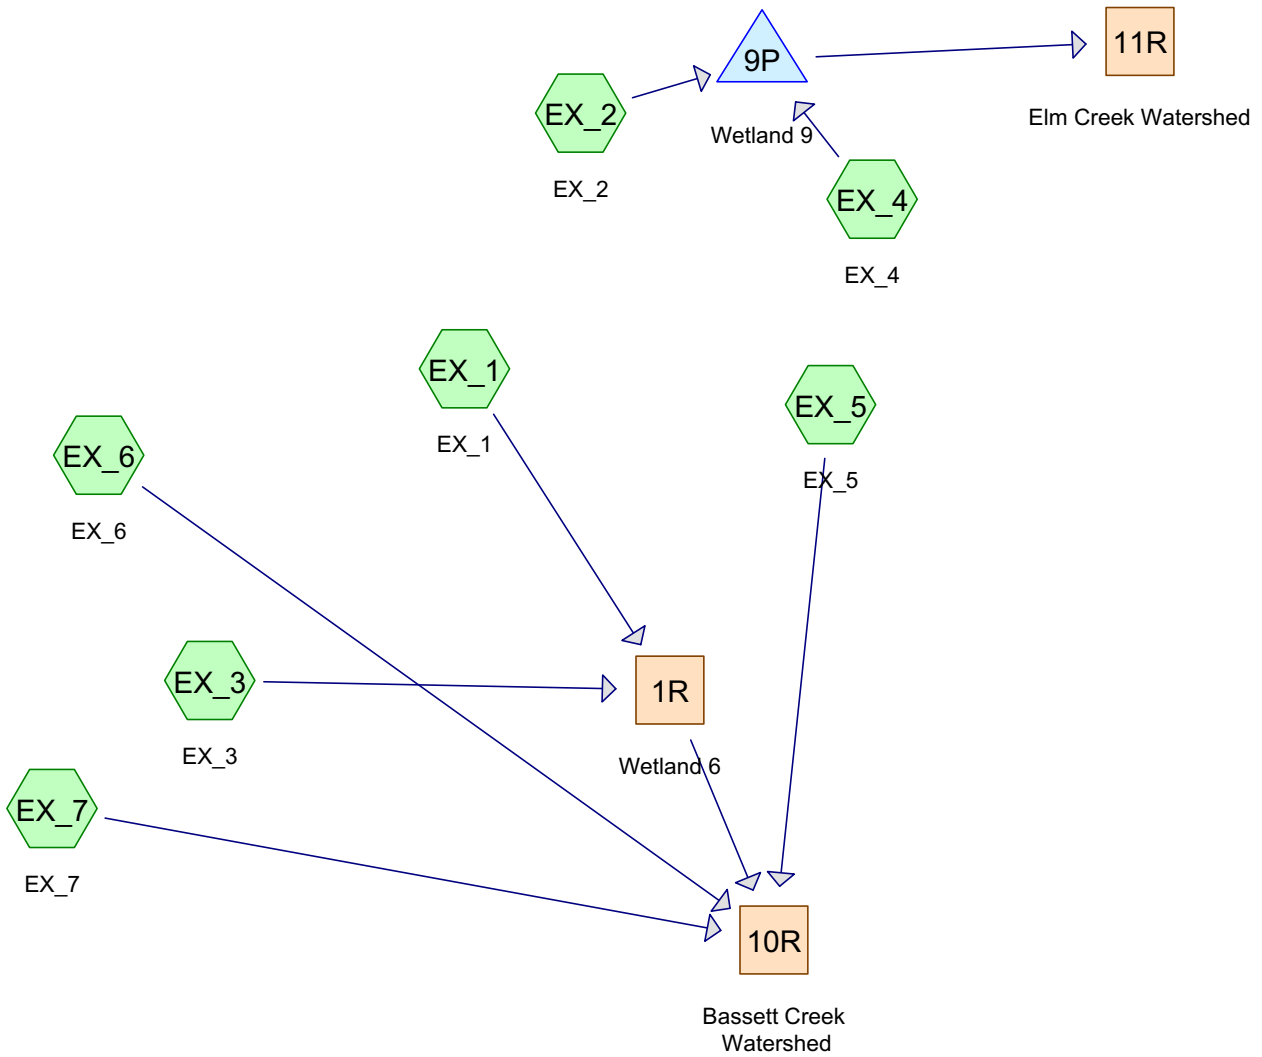 11R
9P
Elm Creek Watershed
EX_2
Wetland 9
EX_2
EX_4
EX_4
EX_1
EX_5
EX_1
EX_6
EX_5
EX_6
EX_3
1R
EX_3
Wetland 6
EX_7
EX_7
10R
Bassett Creek
Watershed